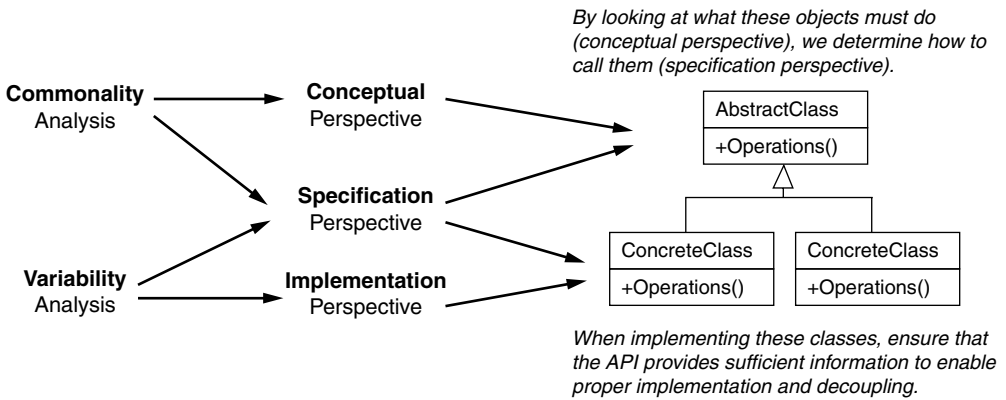 By looking at what these objects must do
(conceptual perspective), we determine how to
call them (specification perspective).
Commonality
Analysis
Conceptual
Perspective
AbstractClass
+Operations()
Specification
Perspective
Variability
Analysis
Implementation
Perspective
ConcreteClass
+Operations()
ConcreteClass
+Operations()
When implementing these classes, ensure that
the API provides sufficient information to enable
proper implementation and decoupling.